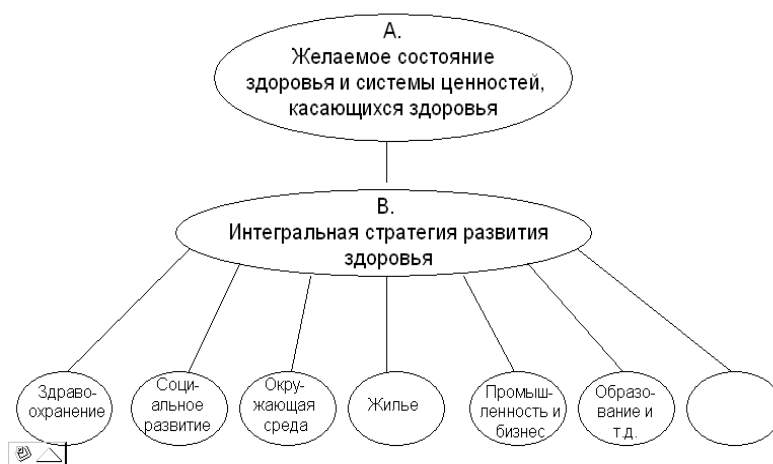 А.
Желаемое состояние
здоровья и системы ценностей,
касающихся здоровья
В.
Интегральная стратегия развития
здоровья
Здраво-
охранение
Соци-
альное
развитие
Окру-
жающая
среда
Жилье
Промыш-
ленность и
бизнес
Образо-
вание и
т.д.